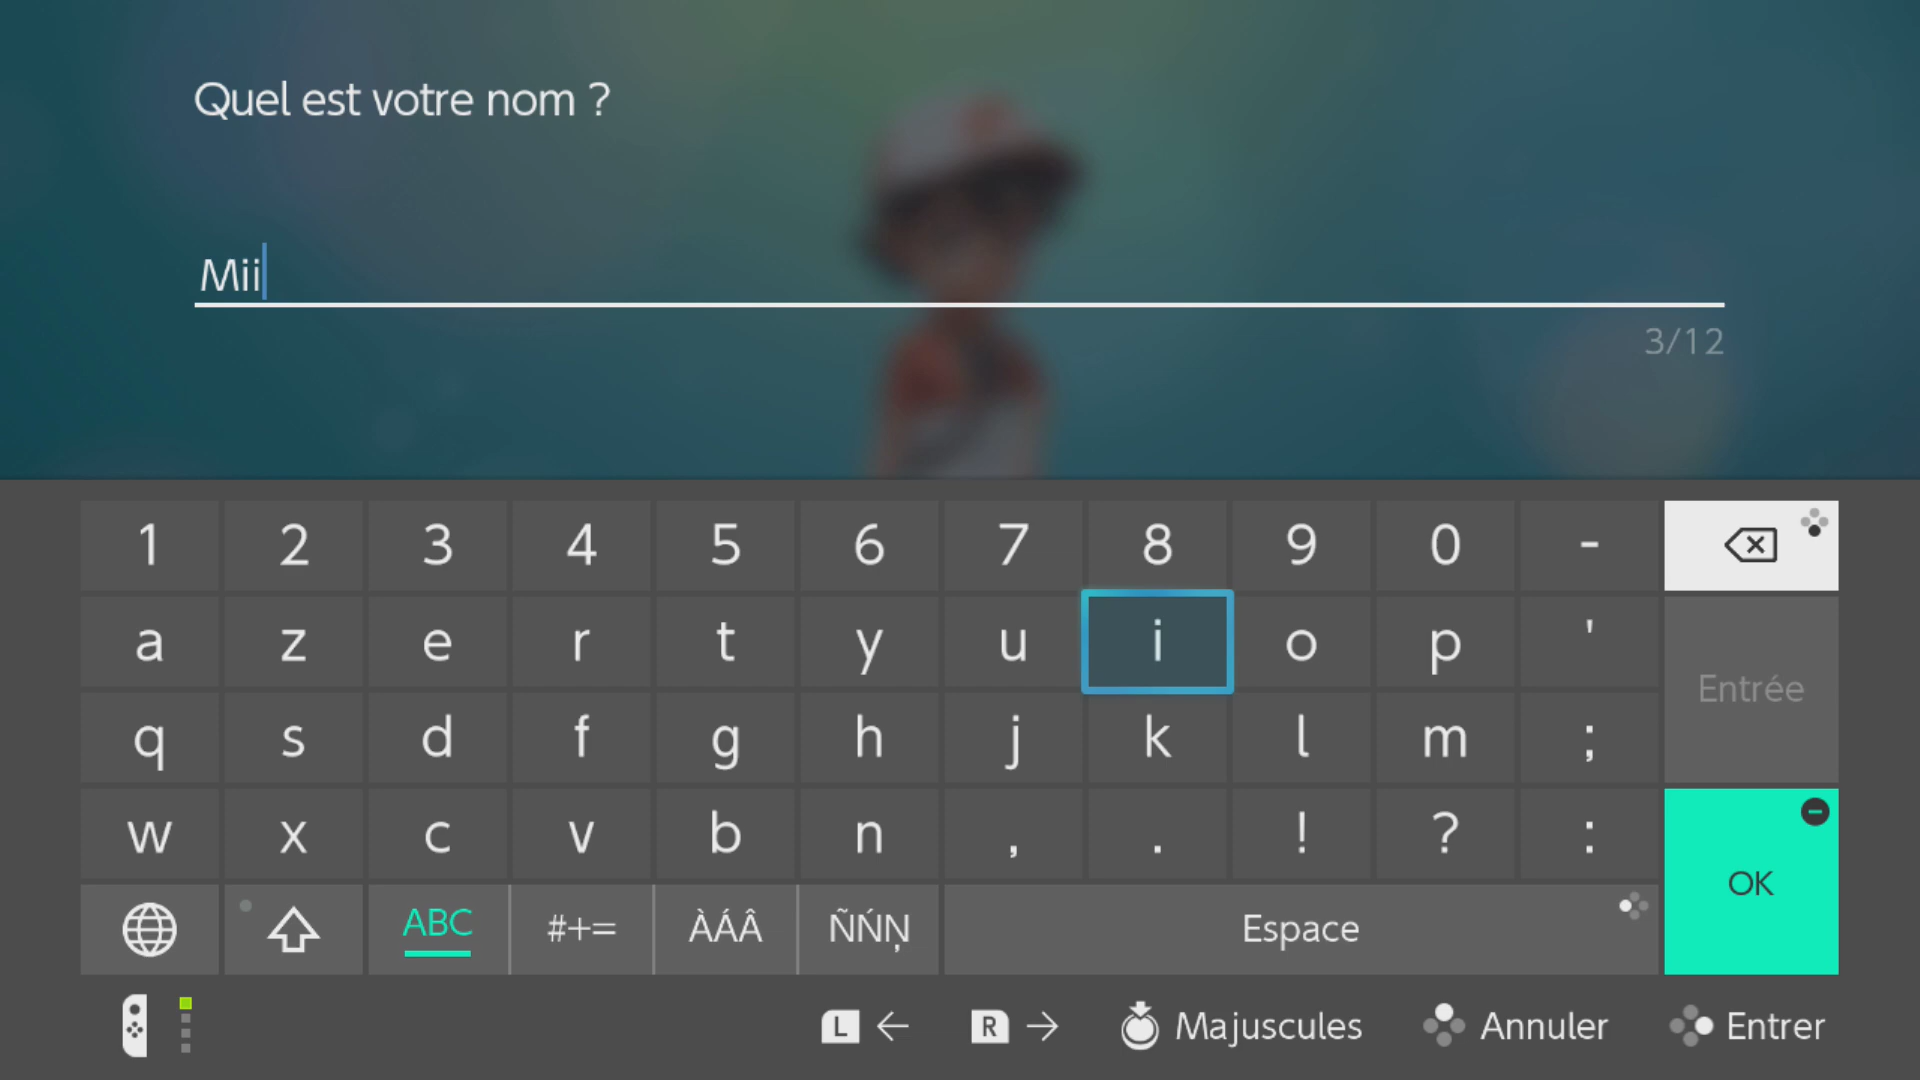 Quel est votre nom ?
Mii
3/12
1 2 3 4 5 6 7 8 9 0 -
a z e r t y u i o p '
Entrée
q s d f g h j k l m ;
w x c v b n , . ! ? :
OK
ABC #+= ÀÁÂ ÑŃŅ Espace
L ← R → Majuscules Annuler Entrer